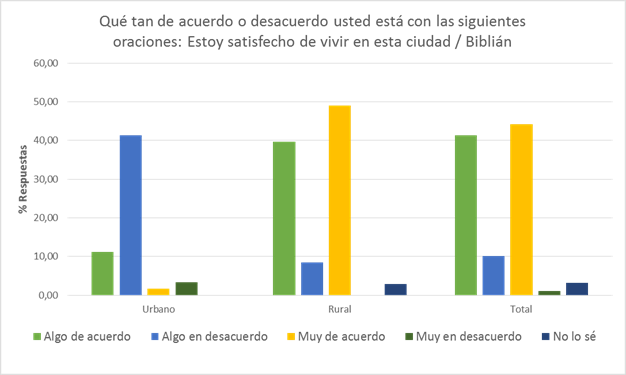 Qué tan de acuerdo o desacuerdo usted está con las siguientes
oraciones: Estoy satisfecho de vivir en esta ciudad / Biblián
60,00
50,00
40,00
30,00
20,00
10,00
0,00
% Respuestas
Urbano Rural Total
Algo de acuerdo Algo en desacuerdo Muy de acuerdo Muy en desacuerdo No lo sé